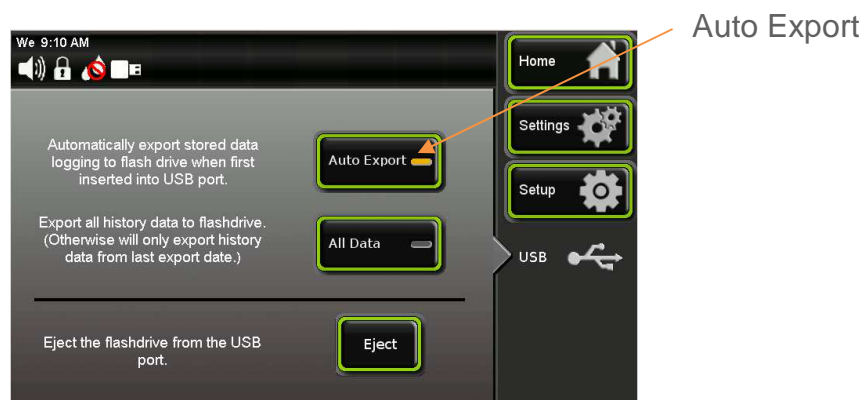 Auto Export
We 9:10 AM
Home
Settings
Automatically export stored data
logging to flash drive when first
inserted into USB port.
Auto Export
Setup
Export all history data to flashdrive.
(Otherwise will only export history
data from last export date.)
All Data
USB
Eject the flashdrive from the USB
port.
Eject